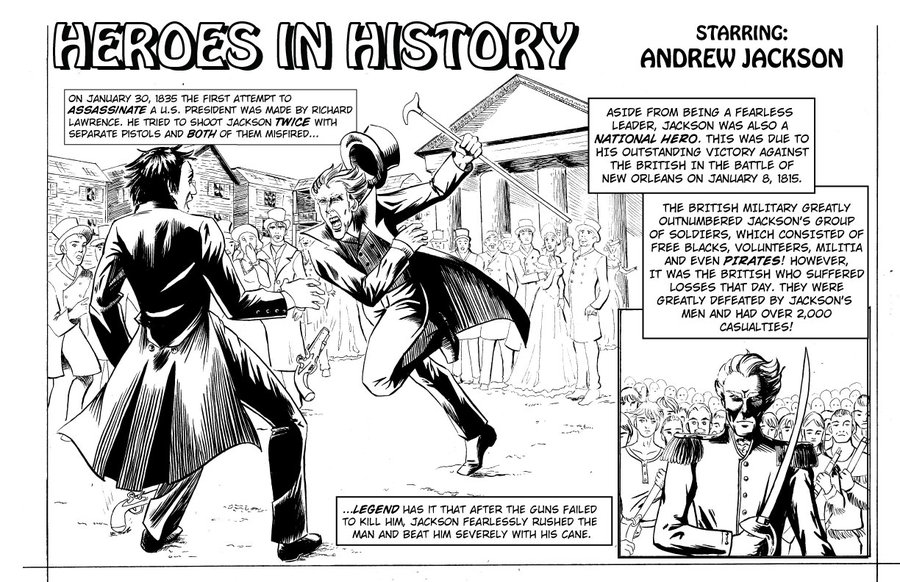 HEROES IN HISTORY
STARRING:
ANDREW JACKSON
ON JANUARY 30, 1835 THE FIRST ATTEMPT TO
ASSASSINATE A U.S. PRESIDENT WAS MADE BY RICHARD
LAWRENCE. HE TRIED TO SHOOT JACKSON TWICE WITH
SEPARATE PISTOLS AND BOTH OF THEM MISFIRED...
ASIDE FROM BEING A FEARLESS
LEADER, JACKSON WAS ALSO A
NATIONAL HERO. THIS WAS DUE TO
HIS OUTSTANDING VICTORY AGAINST
THE BRITISH IN THE BATTLE OF
NEW ORLEANS ON JANUARY 8, 1815.
THE BRITISH MILITARY GREATLY
OUTNUMBERED JACKSON'S GROUP
OF SOLDIERS, WHICH CONSISTED OF
FREE BLACKS, VOLUNTEERS, MILITIA
AND EVEN PIRATES! HOWEVER,
IT WAS THE BRITISH WHO SUFFERED
LOSSES THAT DAY. THEY WERE
GREATLY DEFEATED BY JACKSON'S
MEN AND HAD OVER 2,000
CASUALTIES!
...LEGEND HAS IT THAT AFTER THE GUNS FAILED
TO KILL HIM, JACKSON FEARLESSLY RUSHED THE
MAN AND BEAT HIM SEVERELY WITH HIS CANE.